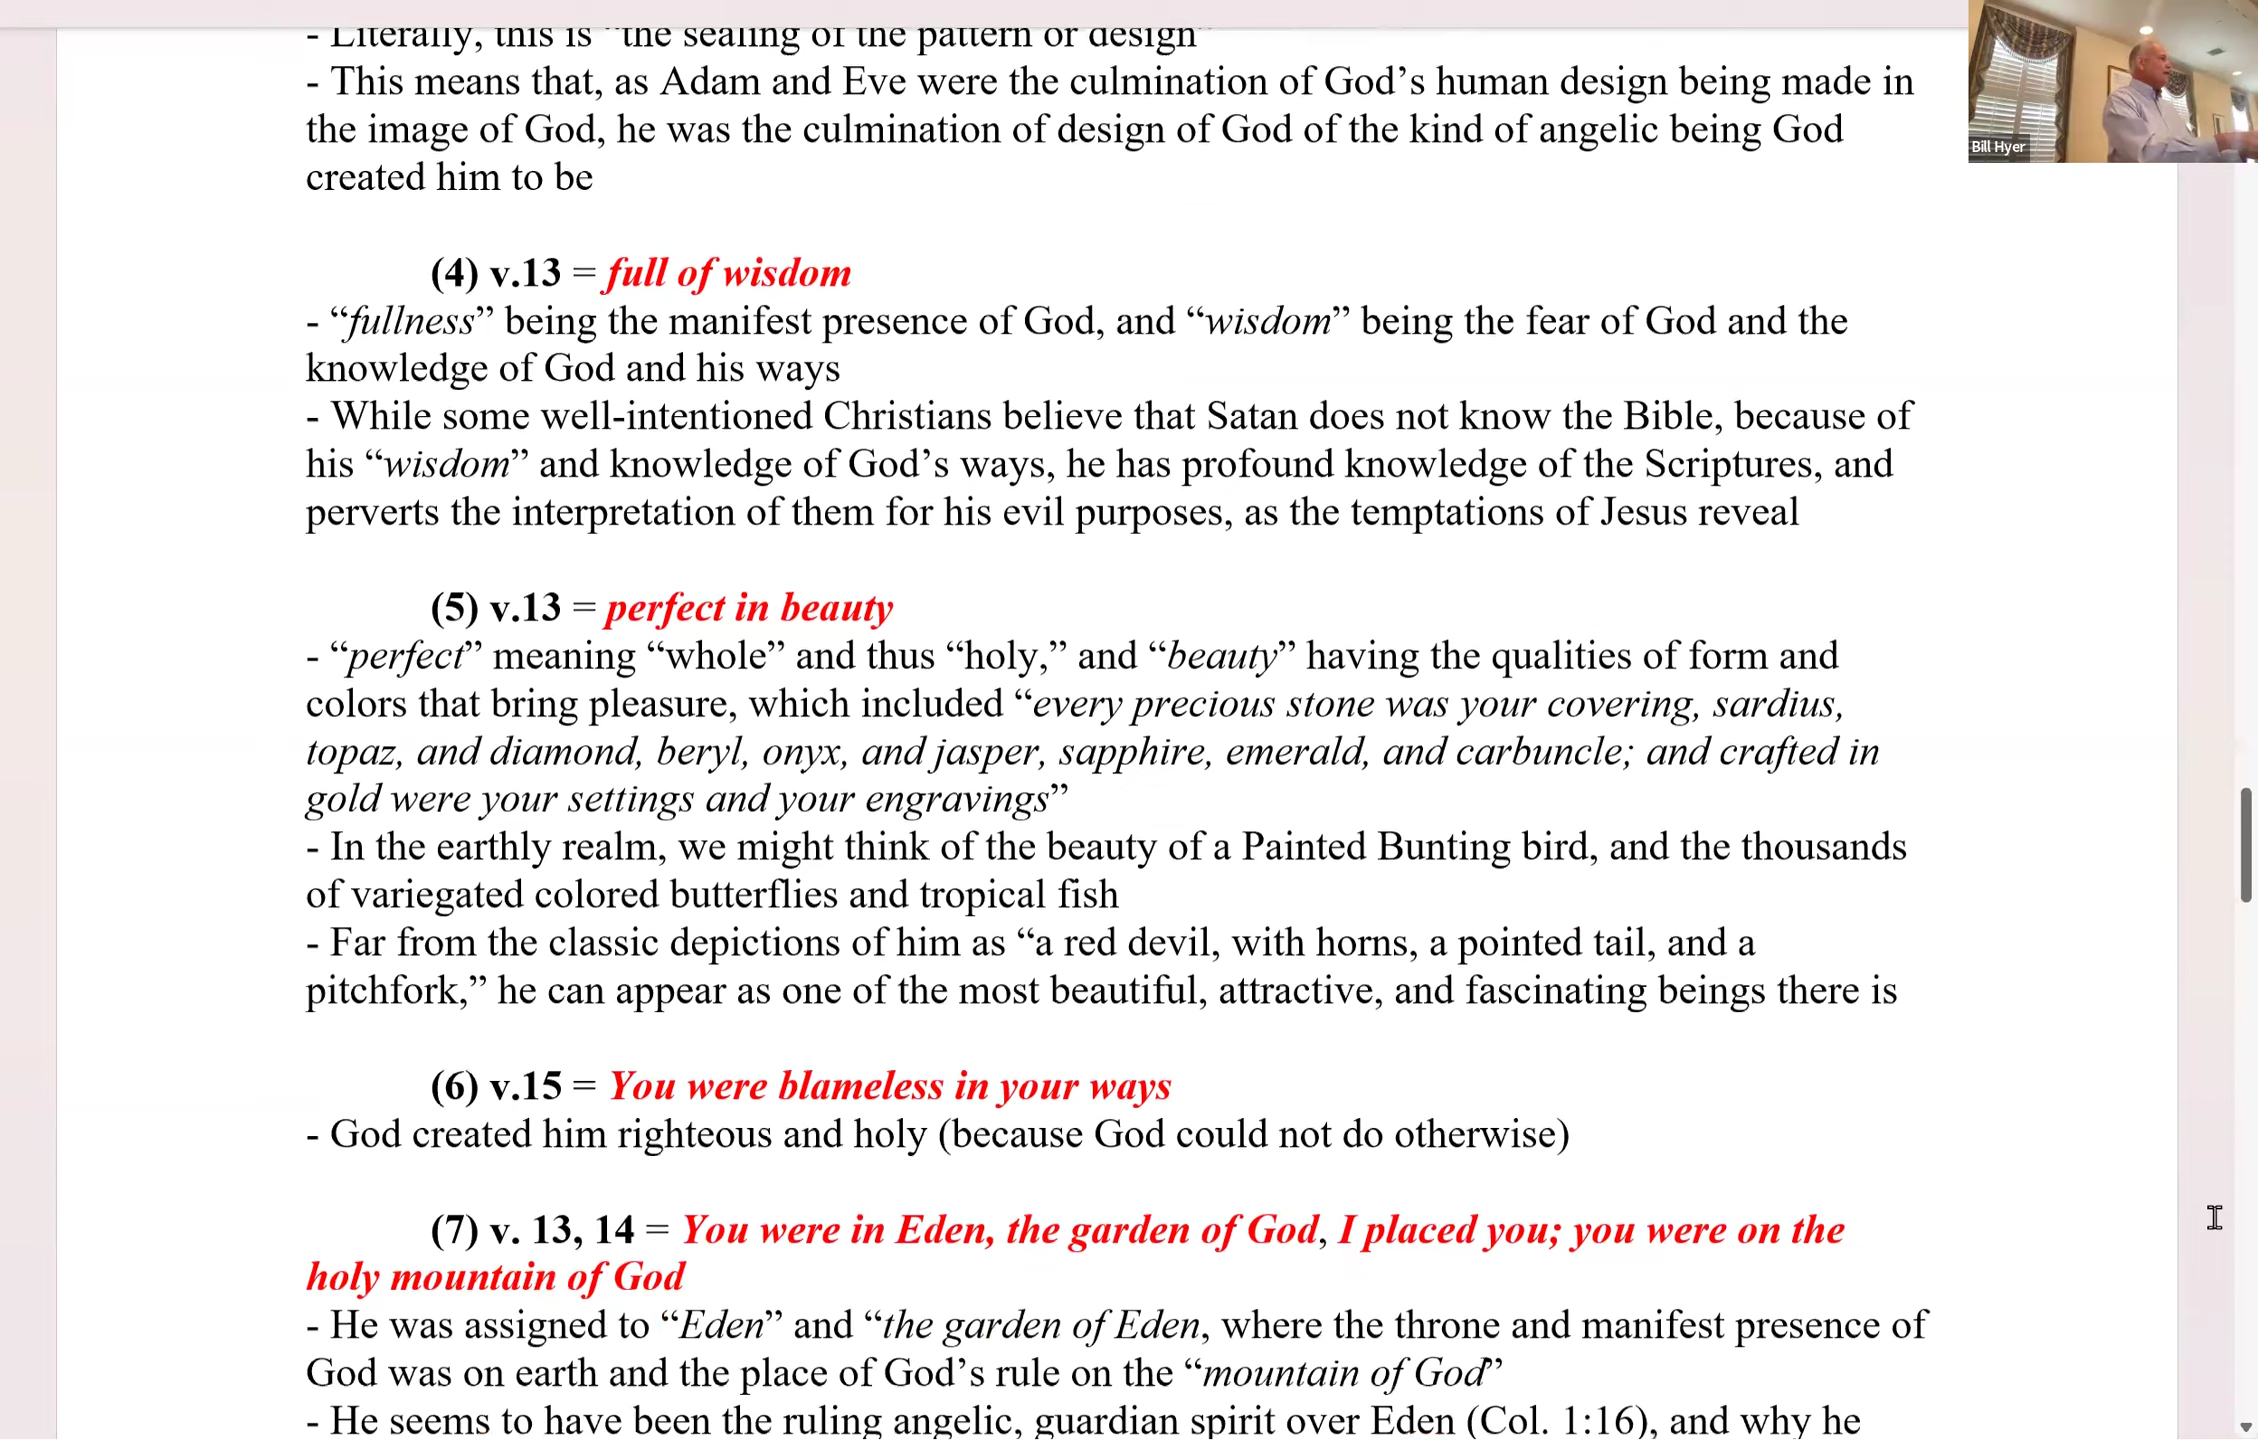 - Literally, this is "the sealing of the pattern or design"
- This means that, as Adam and Eve were the culmination of God’s human design being made in
the image of God, he was the culmination of design of God of the kind of angelic being God
created him to be
Bill Hyer
(4) v.13 = full of wisdom
- “fullness” being the manifest presence of God, and “wisdom” being the fear of God and the
knowledge of God and his ways
- While some well-intentioned Christians believe that Satan does not know the Bible, because of
his “wisdom” and knowledge of God’s ways, he has profound knowledge of the Scriptures, and
perverts the interpretation of them for his evil purposes, as the temptations of Jesus reveal
(5) v.13 = perfect in beauty
- “perfect” meaning “whole” and thus “holy,” and “beauty” having the qualities of form and
colors that bring pleasure, which included “every precious stone was your covering, sardius,
topaz, and diamond, beryl, onyx, and jasper, sapphire, emerald, and carbuncle; and crafted in
gold were your settings and your engravings”
- In the earthly realm, we might think of the beauty of a Painted Bunting bird, and the thousands
of variegated colored butterflies and tropical fish
- Far from the classic depictions of him as “a red devil, with horns, a pointed tail, and a
pitchfork,” he can appear as one of the most beautiful, attractive, and fascinating beings there is
(6) v.15 = You were blameless in your ways
- God created him righteous and holy (because God could not do otherwise)
(7) v. 13, 14 = You were in Eden, the garden of God, I placed you; you were on the
holy mountain of God
- He was assigned to “Eden” and “the garden of Eden, where the throne and manifest presence of
God was on earth and the place of God’s rule on the “mountain of God”
- He seems to have been the ruling angelic, guardian spirit over Eden (Col. 1:16), and why he